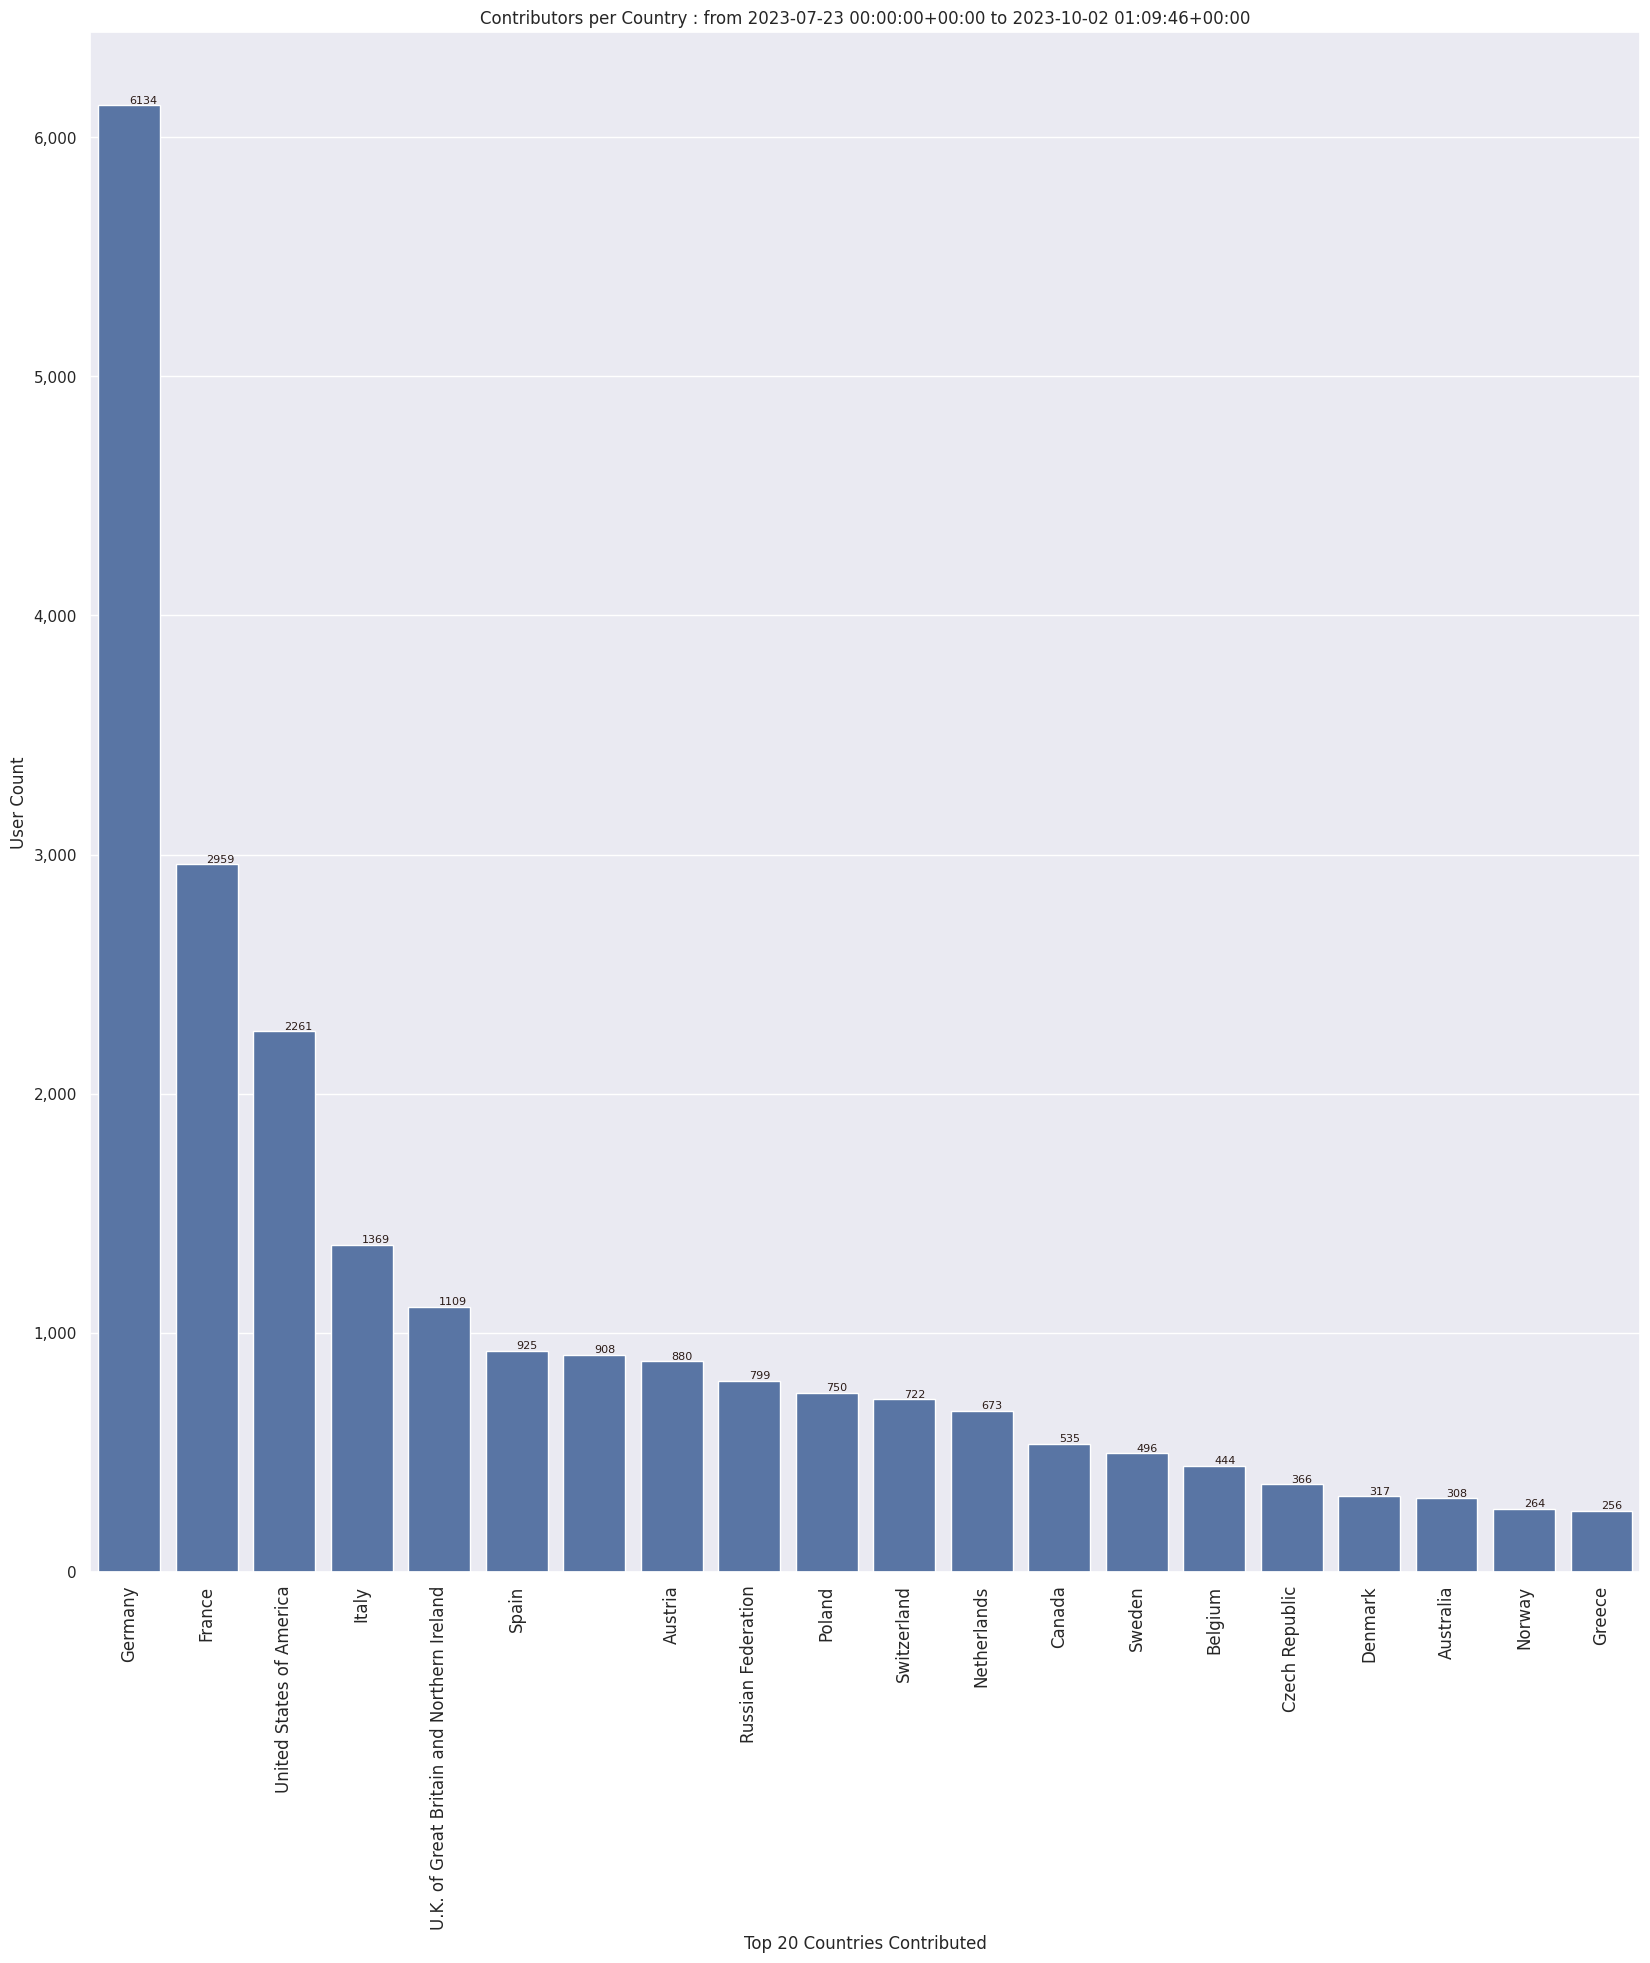 Contributors per Country : from 2023-07-23 00:00:00+00:00 to 2023-10-02 01:09:46+00:00
User Count
6,000
5,000
4,000
3,000
2,000
1,000
0
6134
2959
2261
1369
1109
925
908
880
799
750
722
673
535
496
444
366
317
308
264
256
Germany
France
United States of America
Italy
U.K. of Great Britain and Northern Ireland
Spain
Austria
Russian Federation
Poland
Switzerland
Netherlands
Canada
Sweden
Belgium
Czech Republic
Denmark
Australia
Norway
Greece
Top 20 Countries Contributed